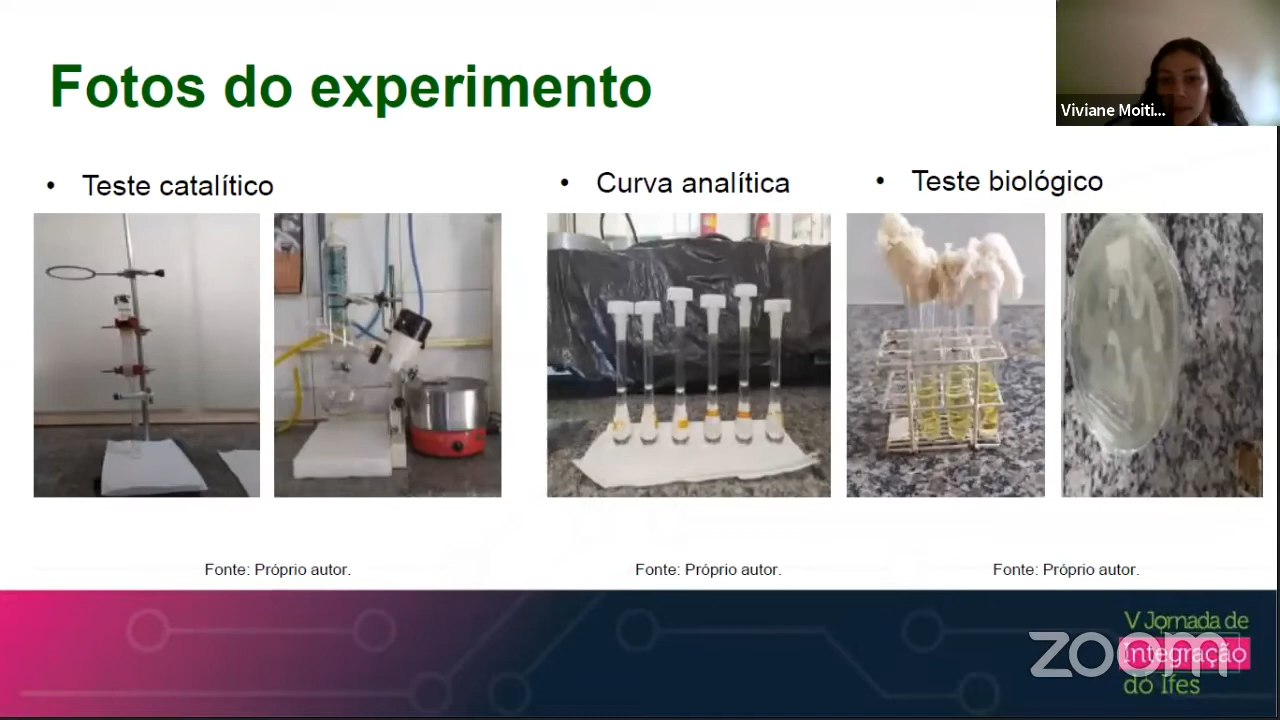 Fotos do experimento
Viviane Moiti...
• Teste catalítico
• Curva analítica
• Teste biológico
Fonte: Próprio autor.
Fonte: Próprio autor.
Fonte: Próprio autor.
V Jornada de
Integração
do Ifes
zoom